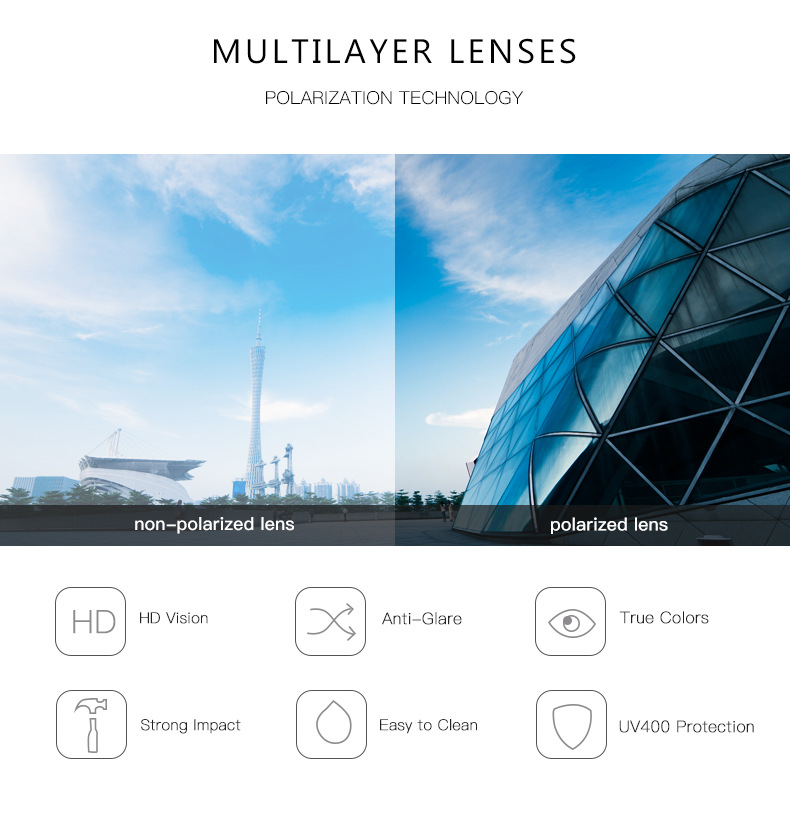 MULTILAYER LENSES
POLARIZATION TECHNOLOGY
non-polarized lens
polarized lens
HD
HD Vision
Anti-Glare
True Colors
Strong Impact
Easy to Clean
UV400 Protection